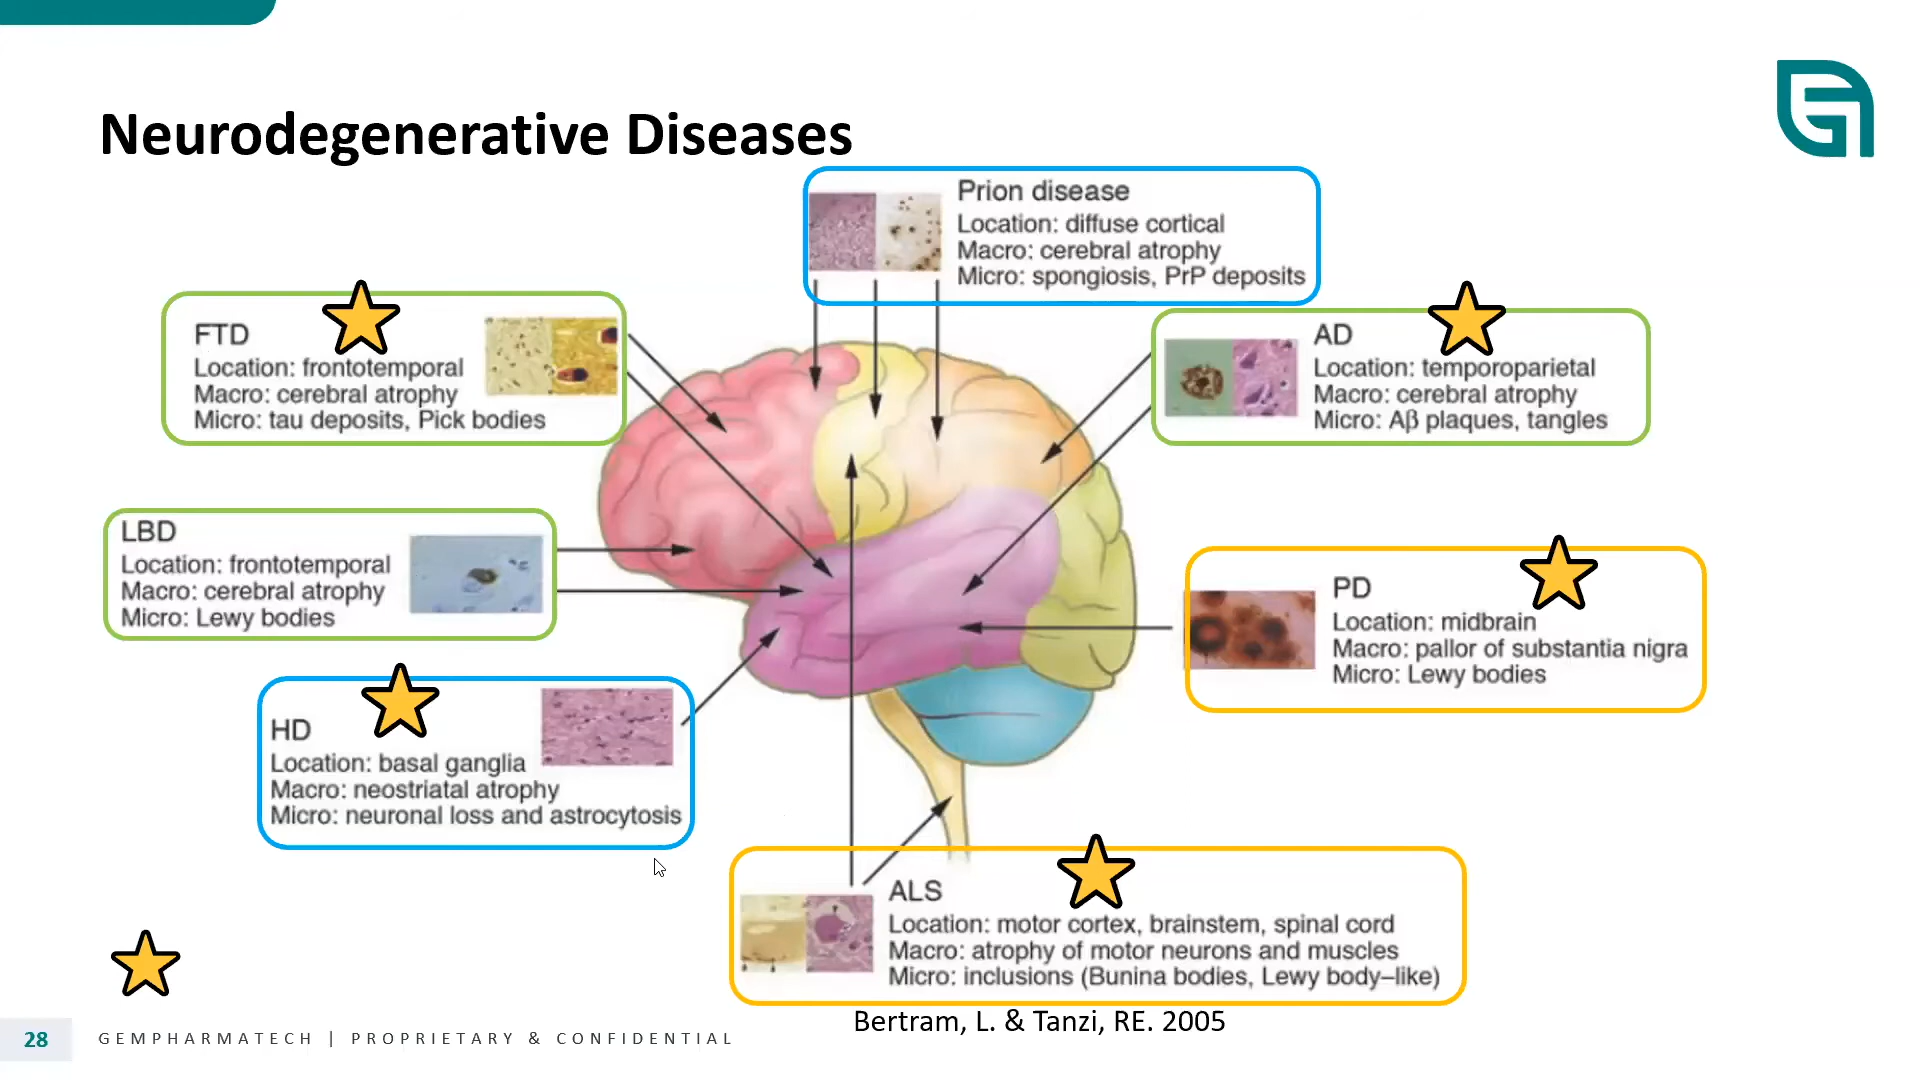 Neurodegenerative Diseases
Prion disease
Location: diffuse cortical
Macro: cerebral atrophy
Micro: spongiosis, PrP deposits
FTD
Location: frontotemporal
Macro: cerebral atrophy
Micro: tau deposits, Pick bodies
AD
Location: temporoparietal
Macro: cerebral atrophy
Micro: Aβ plaques, tangles
LBD
Location: frontotemporal
Macro: cerebral atrophy
Micro: Lewy bodies
PD
Location: midbrain
Macro: pallor of substantia nigra
Micro: Lewy bodies
HD
Location: basal ganglia
Macro: neostriatal atrophy
Micro: neuronal loss and astrocytosis
ALS
Location: motor cortex, brainstem, spinal cord
Macro: atrophy of motor neurons and muscles
Micro: inclusions (Bunina bodies, Lewy body–like)
Bertram, L. & Tanzi, RE. 2005
28
GEMPHARMATECH | PROPRIETARY & CONFIDENTIAL